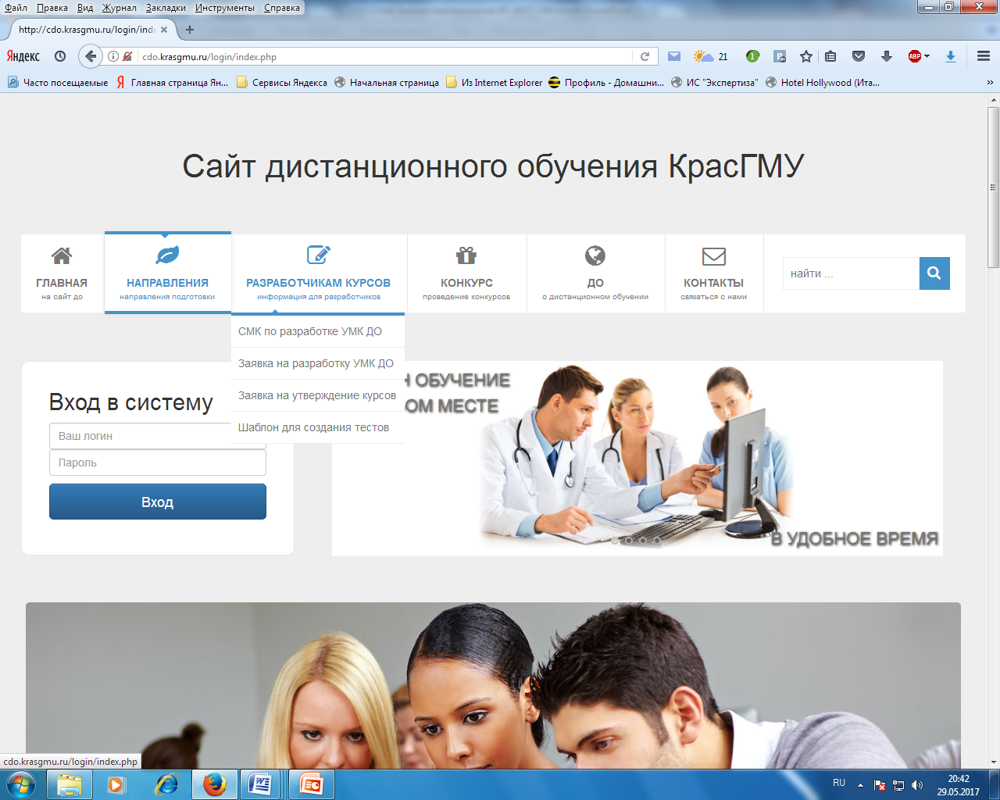 Файл Правка Вид Журнал Закладки Инструменты Справка
http://cdo.krasgmu.ru/login/ind
Яндекс
cdo.krasgmu.ru/login/index.php
21
1
ABP
Часто посещаемые Главная страница Ян... Сервисы Яндекса Начальная страница Из Internet Explorer Профиль - Домашни... ИС "Экспертиза" Hotel Hollywood (Ита...
Сайт дистанционного обучения КрасГМУ
ГЛАВНАЯ НАПРАВЛЕНИЯ РАЗРАБОТЧИКАМ КУРСОВ КОНКУРС ДО КОНТАКТЫ
на сайт до направления подготовки информация для разработчиков проведение конкурсов о дистанционном обучении связаться с нами
найти ...
СМК по разработке УМК ДО
Заявка на разработку УМК ДО
Заявка на утверждение курсов
Шаблон для создания тестов
Вход в систему
Ваш логин
Пароль
Вход
Н ОБУЧЕНИЕ
ОМ МЕСТЕ
В УДОБНОЕ ВРЕМЯ
cdo.krasgmu.ru/login/index.php
RU
20:42
29.05.2017